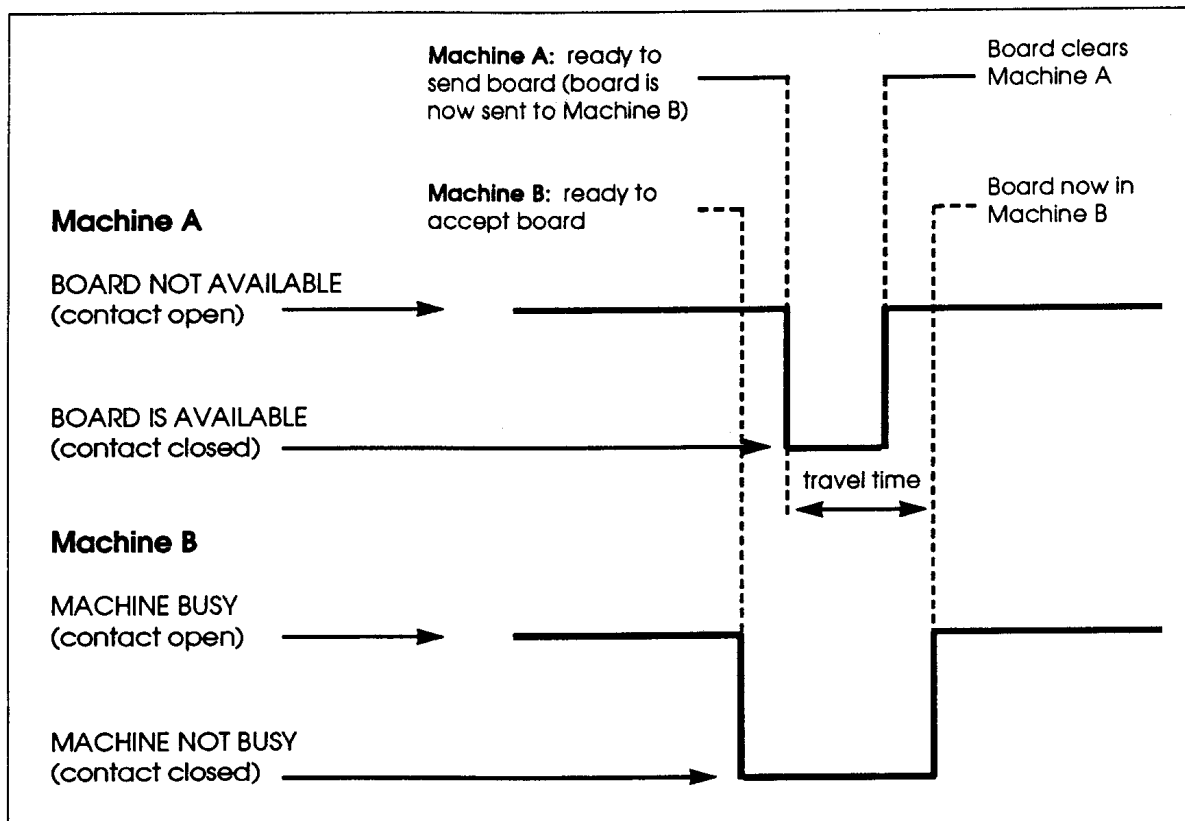 Machine A: ready to
send board (board is
now sent to Machine B)
Board clears
Machine A
Machine B: ready to
accept board
Board now in
Machine B
Machine A
BOARD NOT AVAILABLE
(contact open)
BOARD IS AVAILABLE
(contact closed)
travel time
Machine B
MACHINE BUSY
(contact open)
MACHINE NOT BUSY
(contact closed)